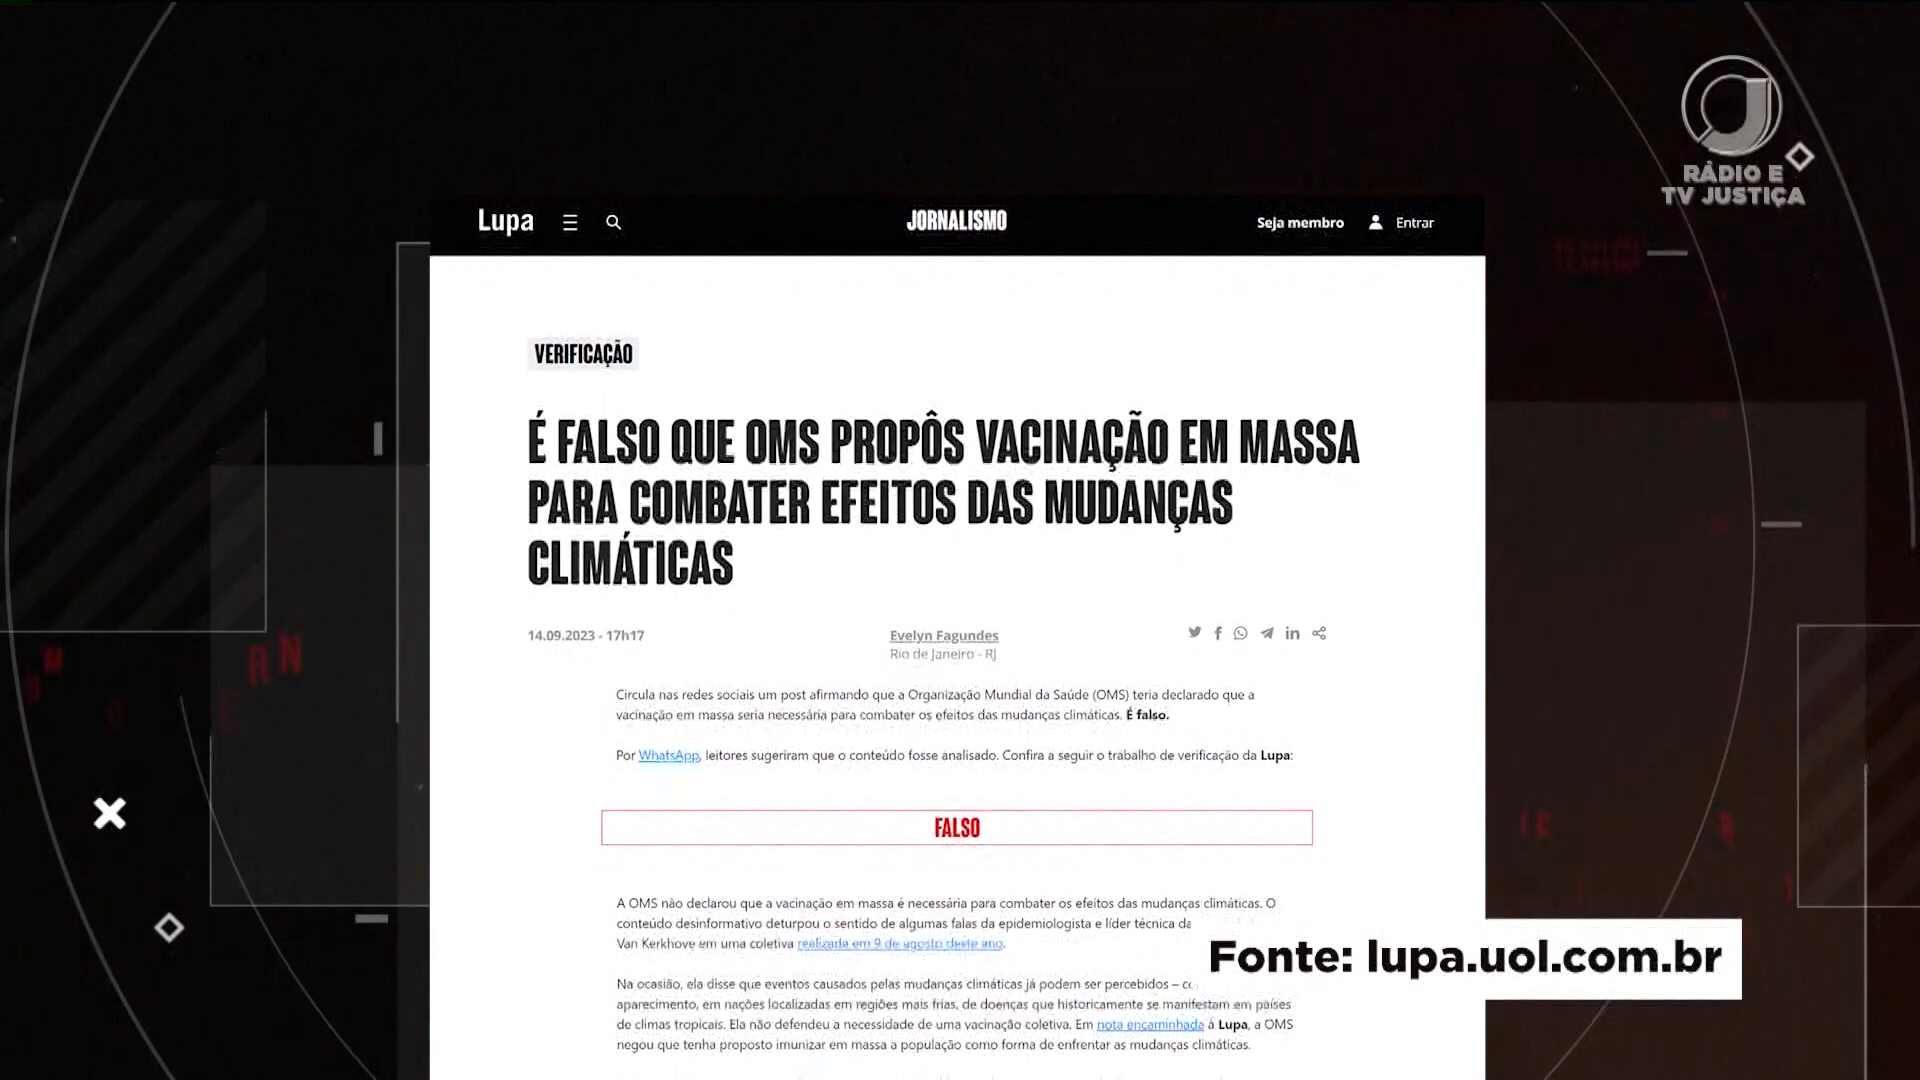 RÁDIO E
TV JUSTIÇA
Lupa
JORNALISMO
Seja membro
Entrar
VERIFICAÇÃO
É FALSO QUE OMS PROPÔS VACINAÇÃO EM MASSA
PARA COMBATER EFEITOS DAS MUDANÇAS
CLIMÁTICAS
14.09.2023 - 17h17
Evelyn Fagundes
Rio de Janeiro - RJ
Circula nas redes sociais um post afirmando que a Organização Mundial da Saúde (OMS) teria declarado que a
vacinação em massa seria necessária para combater os efeitos das mudanças climáticas. É falso.
Por WhatsApp, leitores sugeriram que o conteúdo fosse analisado. Confira a seguir o trabalho de verificação da Lupa:
FALSO
A OMS não declarou que a vacinação em massa é necessária para combater os efeitos das mudanças climáticas. O
conteúdo desinformativo deturpou o sentido de algumas falas da epidemiologista e líder técnica da
Van Kerkhove em uma coletiva realizada em 9 de agosto deste ano.
Na ocasião, ela disse que eventos causados pelas mudanças climáticas já podem ser percebidos –
aparecimento, em nações localizadas em regiões mais frias, de doenças que historicamente se manifestam em países
de climas tropicais. Ela não defendeu a necessidade de uma vacinação coletiva. Em nota encaminhada à Lupa, a OMS
negou que tenha proposto imunizar em massa a população como forma de enfrentar as mudanças climáticas.
Fonte: lupa.uol.com.br